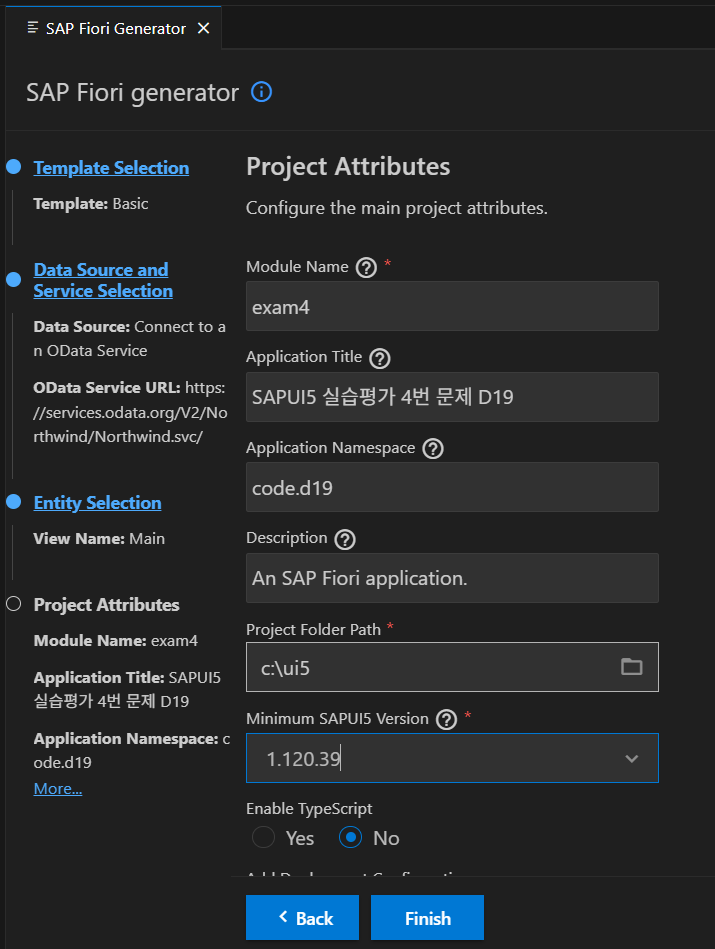 SAP Fiori Generator
SAP Fiori generator
Template Selection
Template: Basic
Data Source and
Service Selection
Data Source: Connect to a
n OData Service
OData Service URL: https:
//services.odata.org/V2/No
rthwind/Northwind.svc/
Entity Selection
View Name: Main
Project Attributes
Module Name: exam4
Application Title: SAPUI5
실습평가 4번 문제 D19
Application Namespace: c
ode.d19
More...
Project Attributes
Configure the main project attributes.
Module Name ? *
exam4
Application Title ?
SAPUI5 실습평가 4번 문제 D19
Application Namespace ?
code.d19
Description ?
An SAP Fiori application.
Project Folder Path *
c:\ui5
Minimum SAPUI5 Version ? *
1.120.39
Enable TypeScript
Yes No
Back Finish